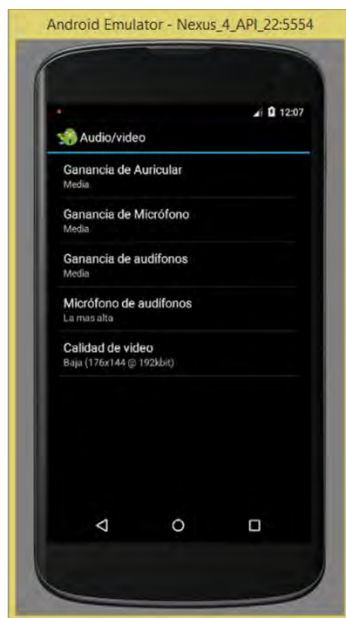 Android Emulator - Nexus_4_API_22:5554
12:07
Audio/video
Ganancia de Auricular
Media
Ganancia de Micrófono
Media
Ganancia de audífonos
Media
Micrófono de audífonos
La mas alta
Calidad de video
Baja (176x144 @ 192kbit)